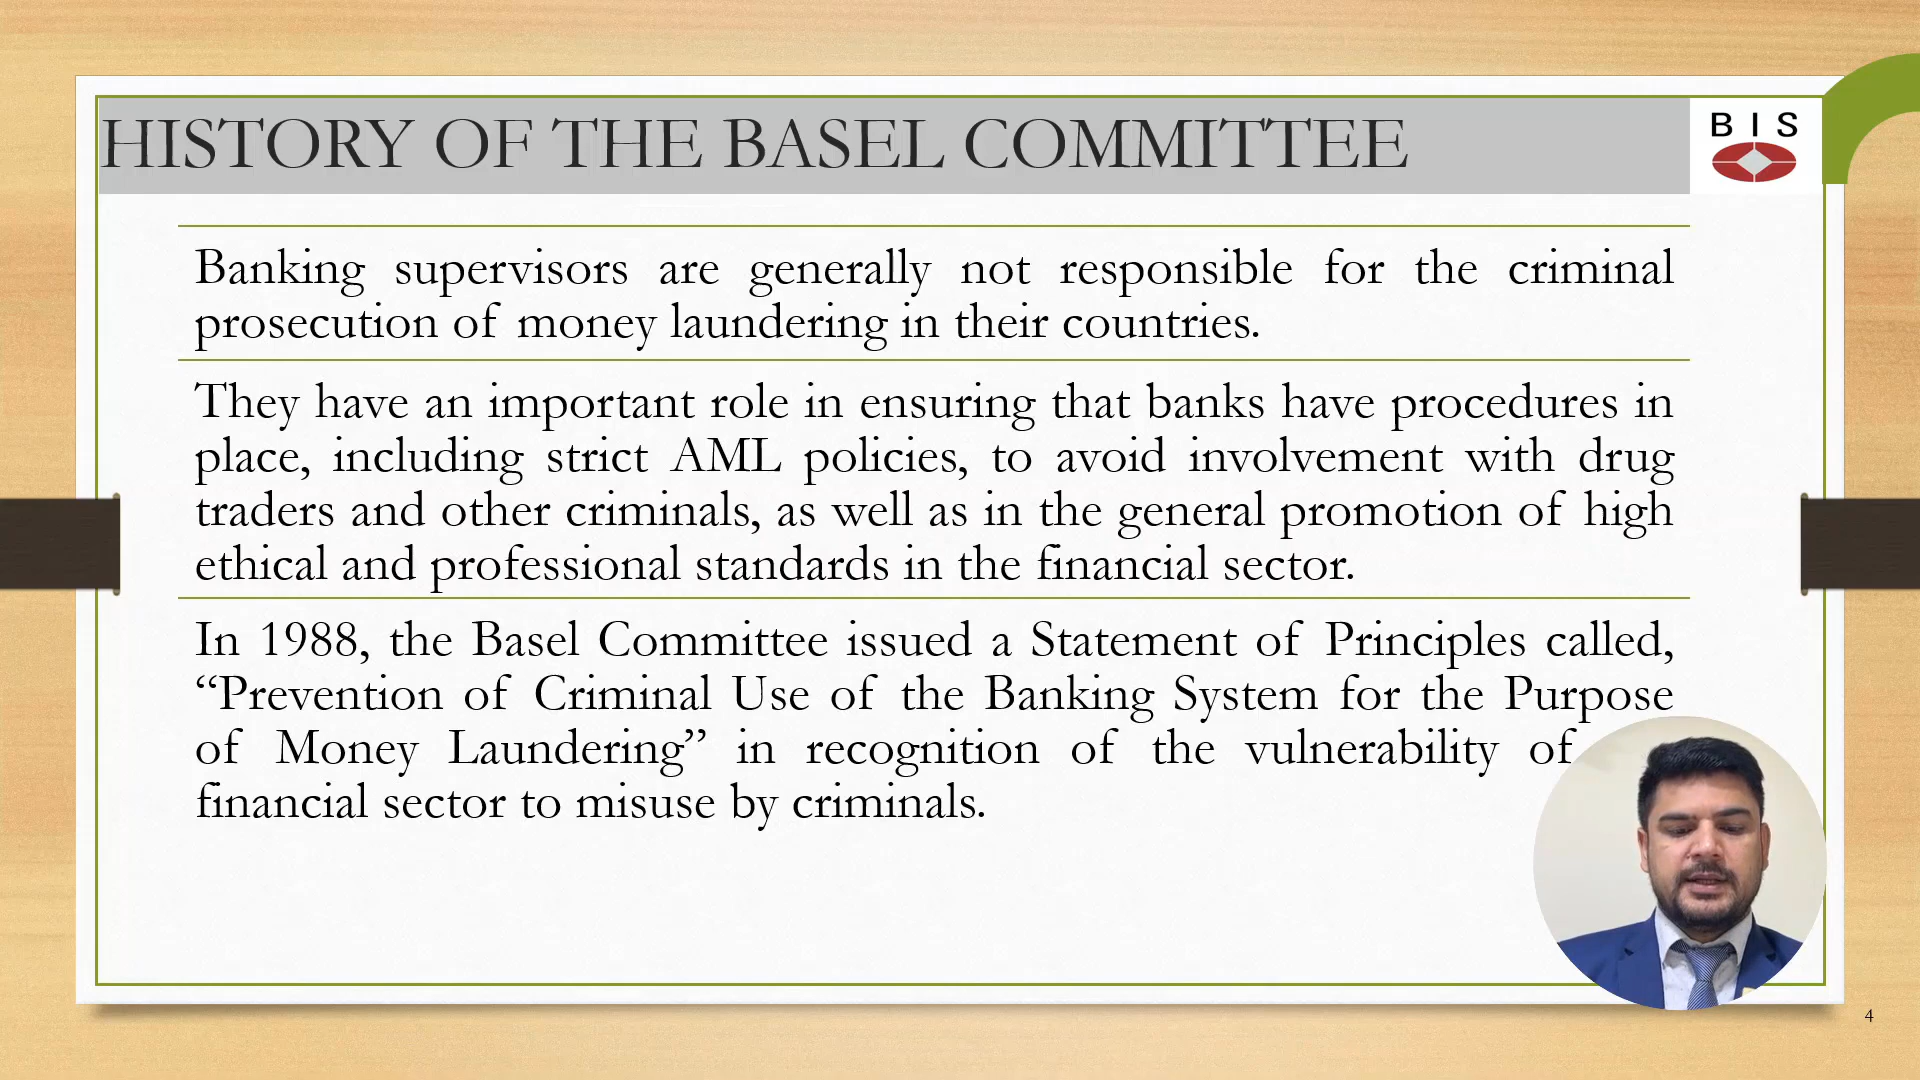 HISTORY OF THE BASEL COMMITTEE
BIS
Banking supervisors are generally not responsible for the criminal
prosecution of money laundering in their countries.
They have an important role in ensuring that banks have procedures in
place, including strict AML policies, to avoid involvement with drug
traders and other criminals, as well as in the general promotion of high
ethical and professional standards in the financial sector.
In 1988, the Basel Committee issued a Statement of Principles called,
“Prevention of Criminal Use of the Banking System for the Purpose
of Money Laundering” in recognition of the vulnerability of
financial sector to misuse by criminals.
4